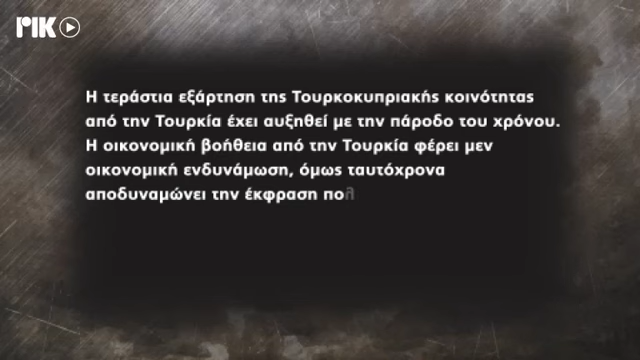 ΡΙΚ
Η τεράστια εξάρτηση της Τουρκοκυπριακής κοινότητας
από την Τουρκία έχει αυξηθεί με την πάροδο του χρόνου.
Η οικονομική βοήθεια από την Τουρκία φέρει μεν
οικονομική ενδυνάμωση, όμως ταυτόχρονα
αποδυναμώνει την έκφραση πολ